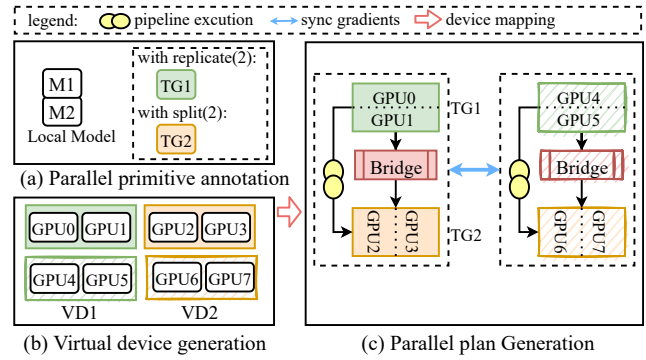 legend: pipeline excution sync gradients device mapping
M1
M2
Local Model
with replicate(2):
TG1
with split(2):
TG2
(a) Parallel primitive annotation
GPU0 GPU1 GPU2 GPU3
GPU4 GPU5 GPU6 GPU7
VD1 VD2
(b) Virtual device generation
GPU0
GPU1
TG1
Bridge
GPU2 GPU3
TG2
GPU4
GPU5
Bridge
GPU6 GPU7
(c) Parallel plan Generation